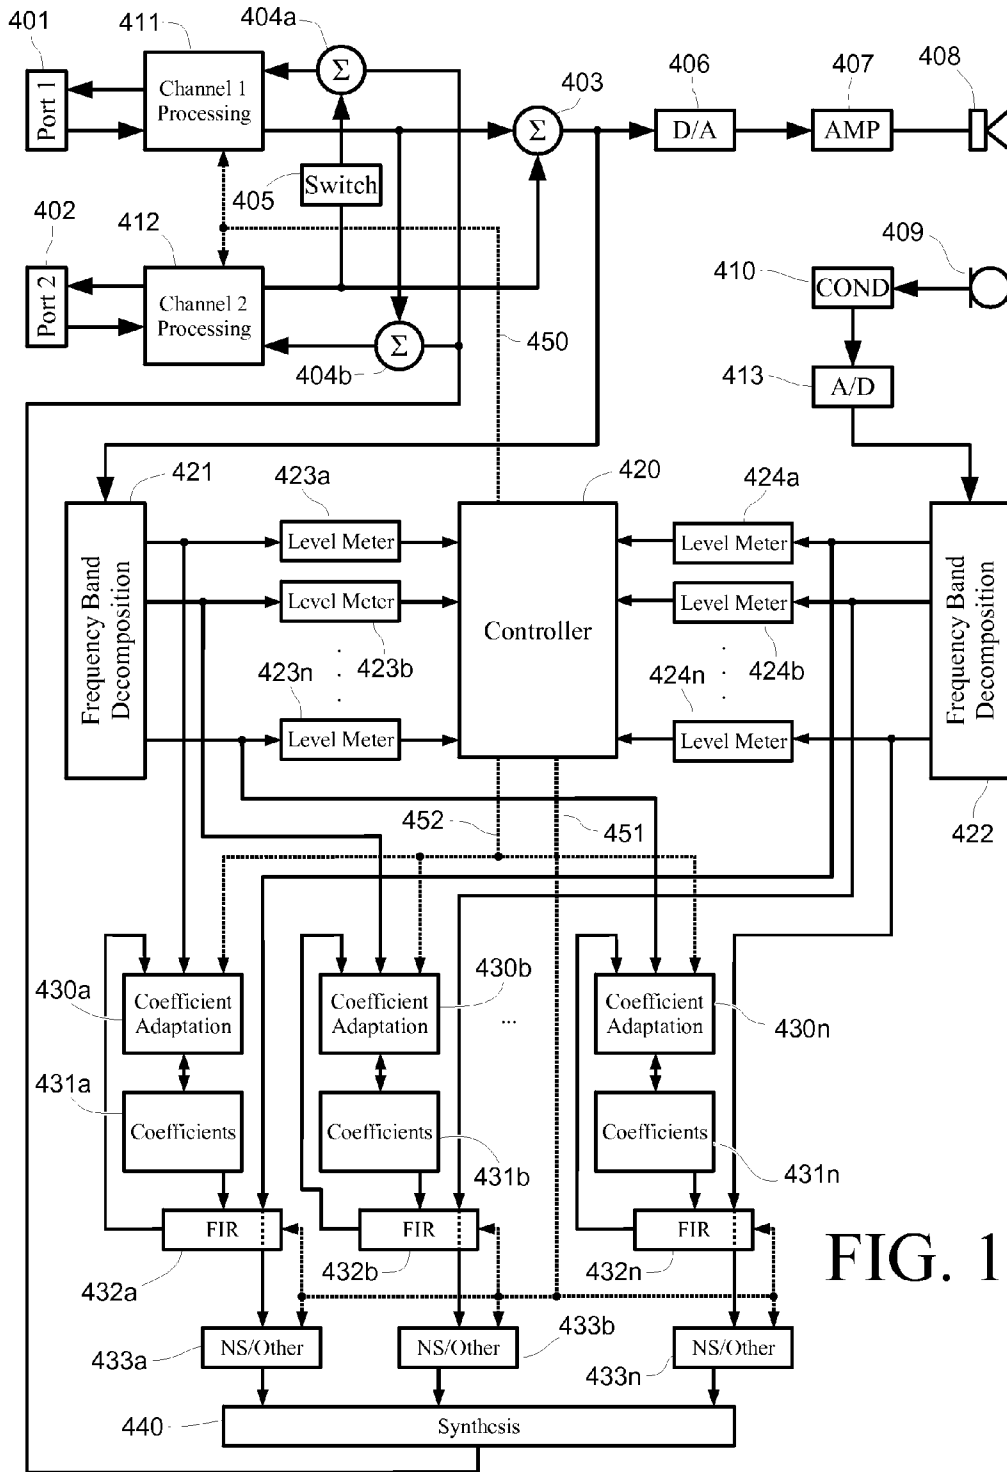 401
411
404a
Σ
403
406
407
408
Port 1
Channel 1
Processing
Σ
D/A
AMP
405
Switch
402
412
410
409
Port 2
Channel 2
Processing
COND
Σ
404b
450
413
A/D
421
423a
420
424a
Frequency Band
Decomposition
Level Meter
Level Meter
Level Meter
Level Meter
Controller
423b
424b
423n
424n
Level Meter
Level Meter
Frequency Band
Decomposition
452
451
422
430a
Coefficient
Adaptation
Coefficient
Adaptation
430b
...
Coefficient
Adaptation
430n
431a
Coefficients
Coefficients
431b
Coefficients
431n
FIR
FIR
FIR
432a
432b
432n
FIG. 1
433a
NS/Other
NS/Other
433b
NS/Other
433n
440
Synthesis